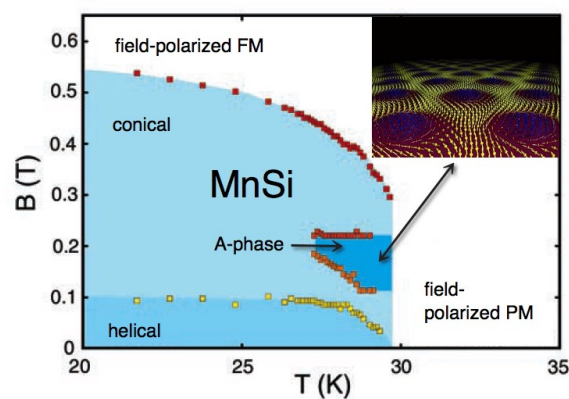 0.6
0.5
0.4
0.3
0.2
0.1
0
B (T)
field-polarized FM
conical
MnSi
A-phase
helical
field-
polarized PM
20
25
30
35
T (K)